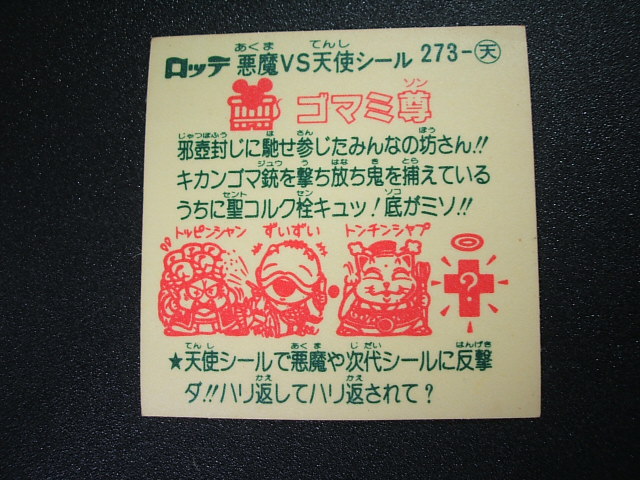 ロッテ 悪魔VS天使シール 273-天
ゴマミ尊
邪壺封じに馳せ参じたみんなの坊さん!!
キカンゴマ銃を撃ち放ち鬼を捕えている
うちに聖コルク栓キュッ!底がミソ!!
トッピンシャン ずいずい トンチンシャプ
?
★天使シールで悪魔や次代シールに反撃
ダ!!ハリ返してハリ返されて?